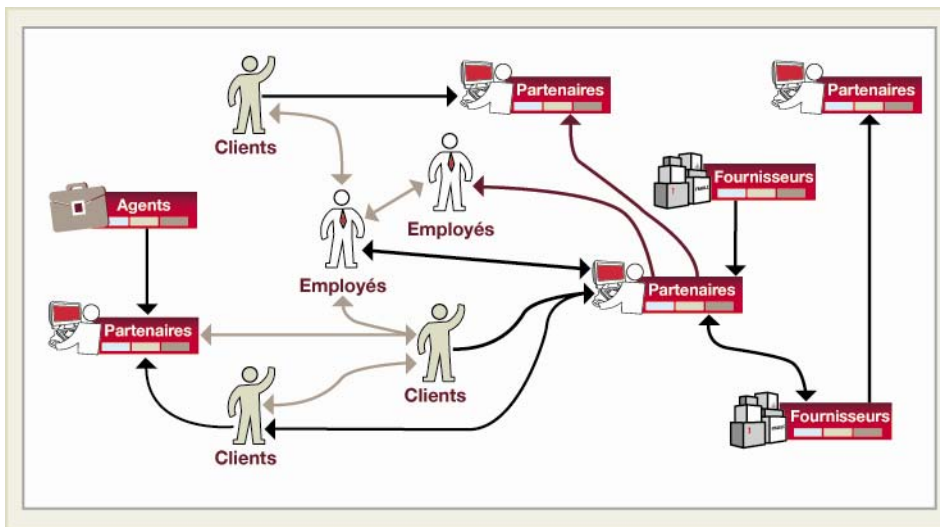 Partenaires
Partenaires
Clients
Fournisseurs
Agents
Employés
Employés
Partenaires
Partenaires
Clients
Fournisseurs
Clients